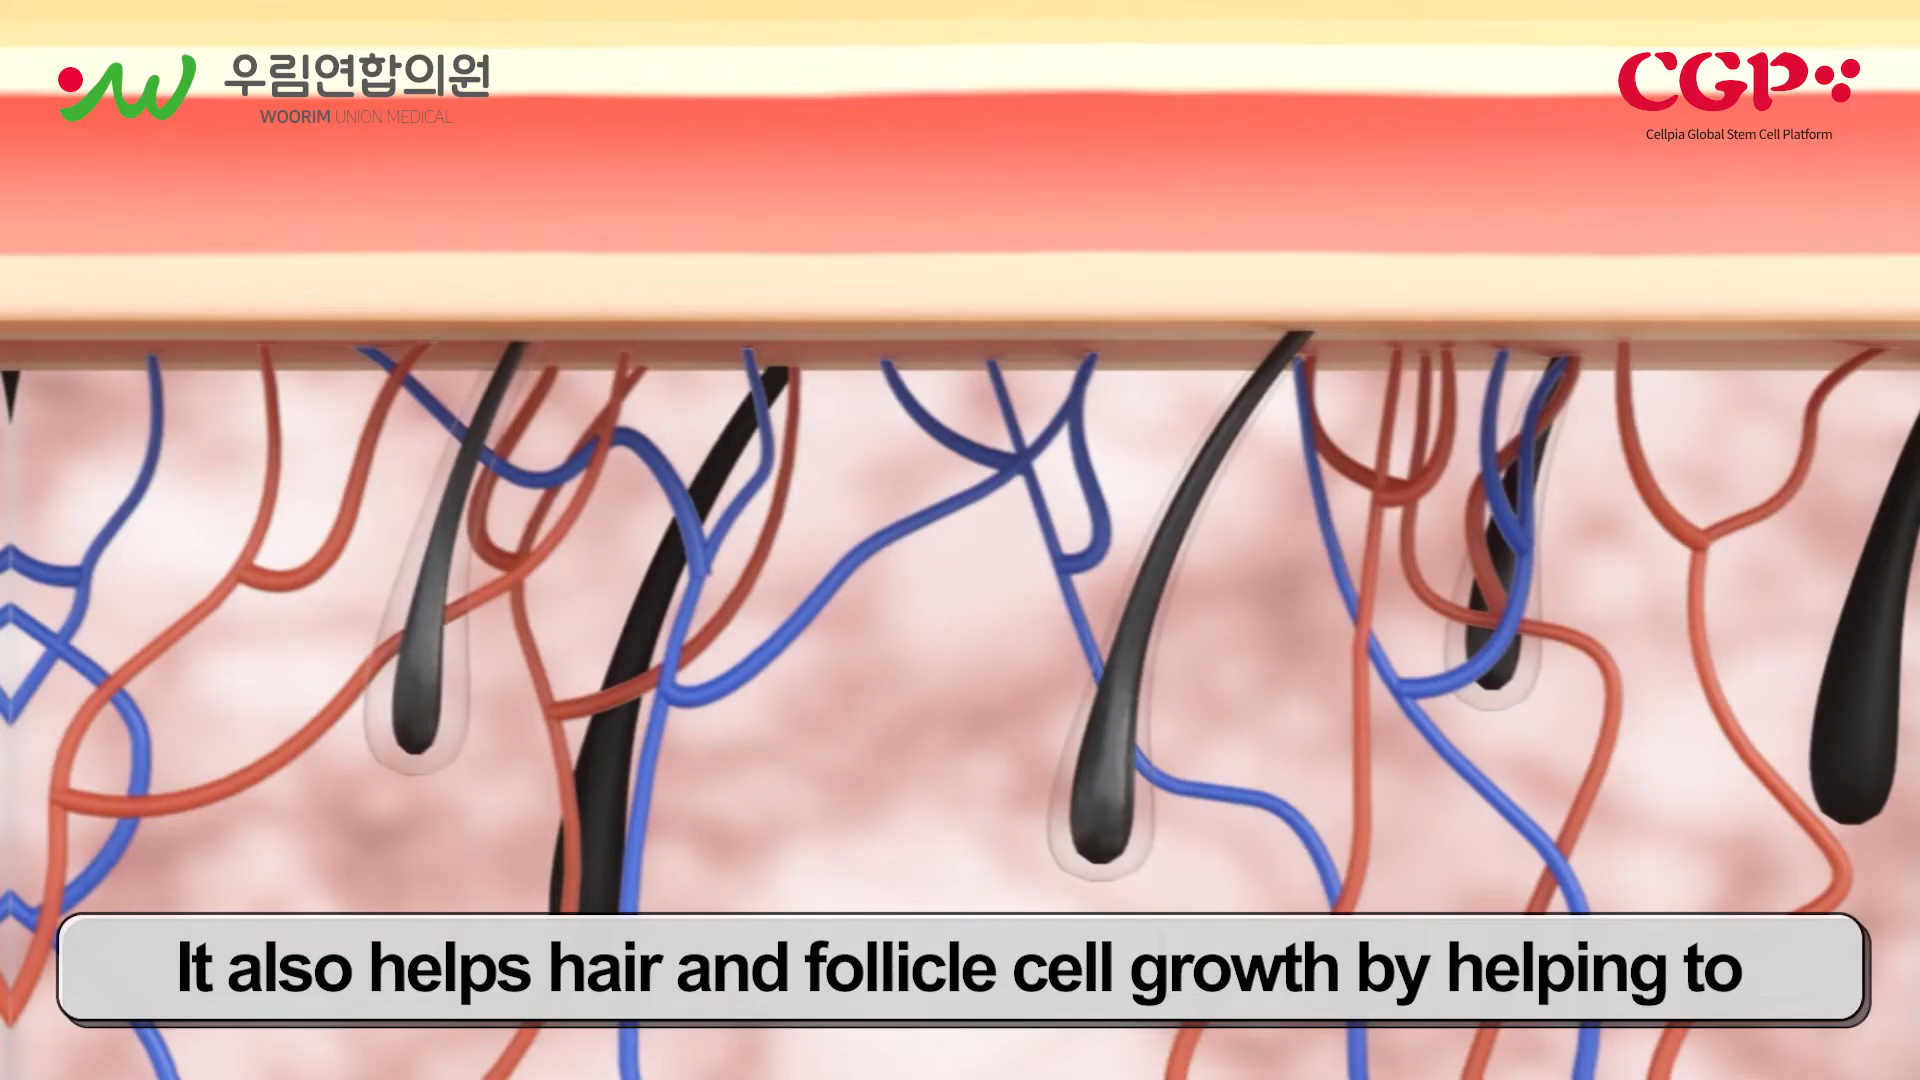 우림연합의원
WOORIM UNION MEDICAL
CGP
Cellpia Global Stem Cell Platform
It also helps hair and follicle cell growth by helping to